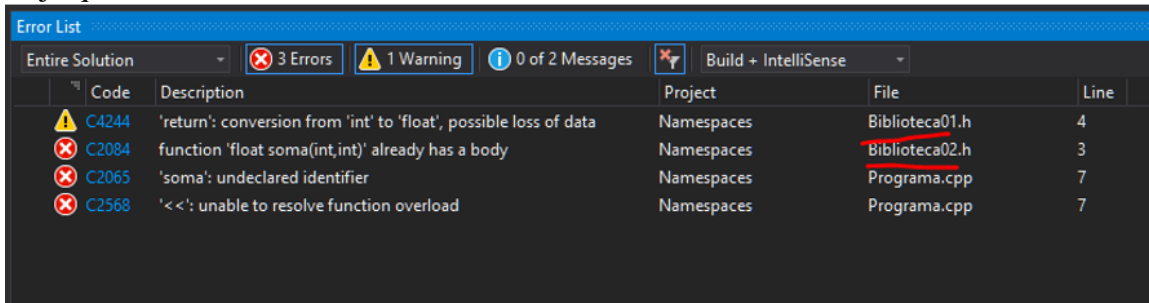 Error List
Entire Solution 3 Errors 1 Warning 0 of 2 Messages Build + IntelliSense
Code Description Project File Line
C4244 'return': conversion from 'int' to 'float', possible loss of data Namespaces Biblioteca01.h 4
C2084 function 'float soma(int,int)' already has a body Namespaces Biblioteca02.h 3
C2065 'soma': undeclared identifier Namespaces Programa.cpp 7
C2568 '<<': unable to resolve function overload Namespaces Programa.cpp 7